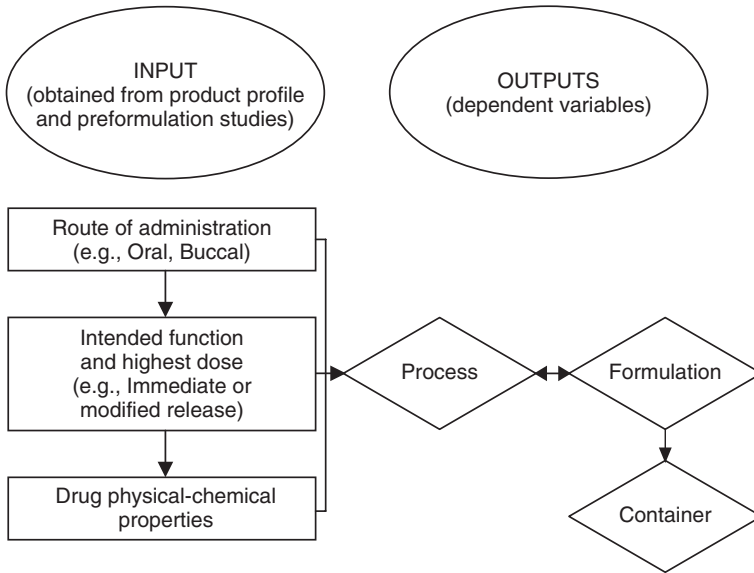 INPUT
(obtained from product profile
and preformulation studies)
OUTPUTS
(dependent variables)
Route of administration
(e.g., Oral, Buccal)
Intended function
and highest dose
(e.g., Immediate or
modified release)
Process
Formulation
Drug physical-chemical
properties
Container